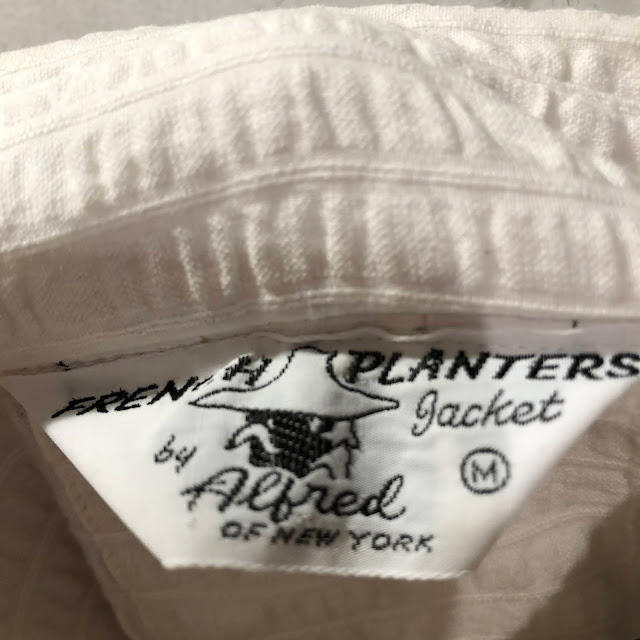 FRENCH PLANTERS
Jacket
by Alfred
M
OF NEW YORK